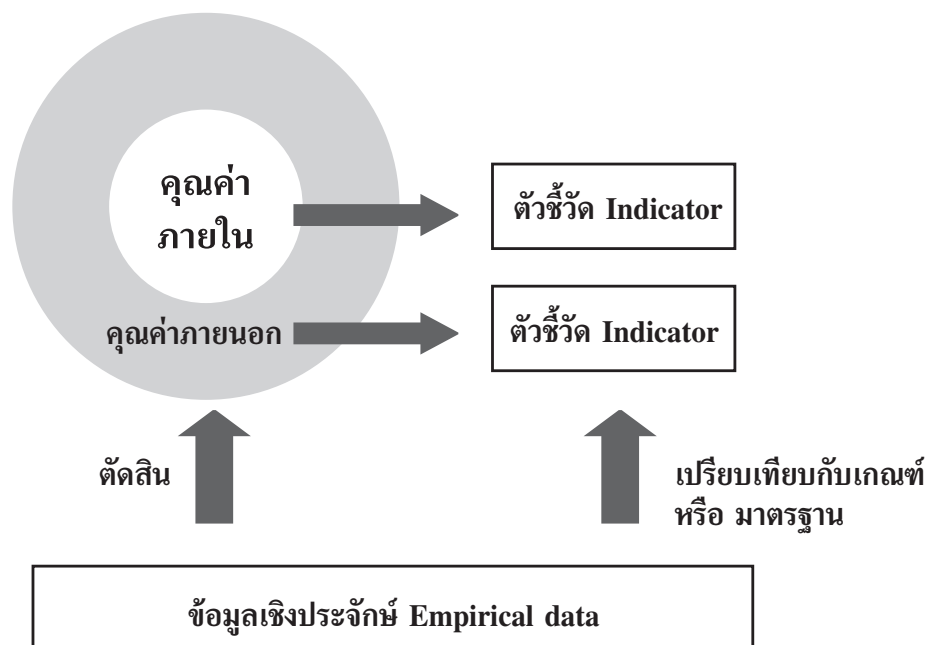 คุณค่า
ภายใน
ตัวชี้วัด Indicator
คุณค่าภายนอก
ตัวชี้วัด Indicator
ตัดสิน
เปรียบเทียบกับเกณฑ์
หรือ มาตรฐาน
ข้อมูลเชิงประจักษ์ Empirical data